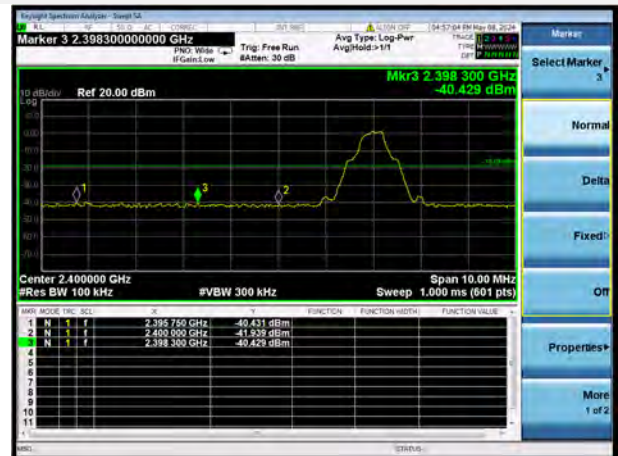 Keysight Spectrum Analyzer - Swept SA
RL RF 50 Ω AC CORREC ALIGN OFF 04:57:04 PM May 08, 2024
Marker 3 2.398300000000 GHz
PNO: Wide
IFGain:Low
Trig: Free Run
#Atten: 30 dB
Avg Type: Log-Pwr
Avg|Hold:>1/1
TRACE 1 2 3 4 5 6
TYPE
DET
Mkr3 2.398 300 GHz
-40.429 dBm
10 dB/div Ref 20.00 dBm
Log
1
3
2
Center 2.400000 GHz
Span 10.00 MHz
#Res BW 100 kHz
#VBW 300 kHz
Sweep 1.000 ms (601 pts)
MKR MODE TRC SCL X Y FUNCTION FUNCTION WIDTH FUNCTION VALUE
1 N 1 f 2.395 750 GHz -40.431 dBm
2 N 1 f 2.400 000 GHz -41.939 dBm
3 N 1 f 2.398 300 GHz -40.429 dBm
4
5
6
7
8
9
10
11
MSG
STATUS
Marker
Select Marker
3
Normal
Delta
Fixed
Off
Properties
More
1 of 2